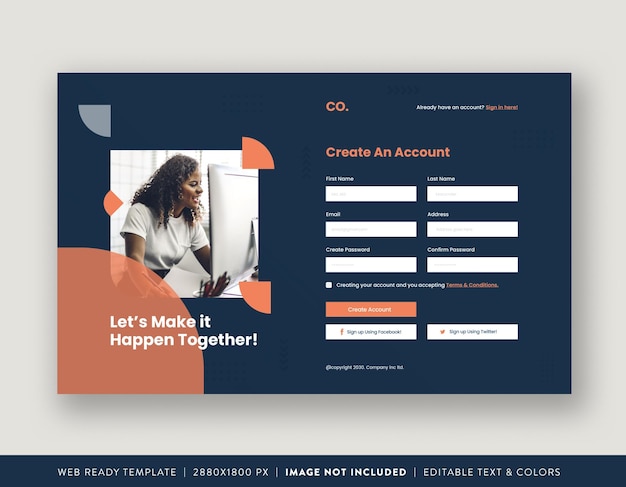 CO.
Already have an account? Sign in here!
Create An Account
First Name
Last Name
Email
Address
Create Password
Confirm Password
Creating your account and you accepting Terms & Conditions.
Create Account
Sign up Using Facebook!
Sign up Using Twitter!
@copyright 2030. Company Inc ltd.
Let's Make it
Happen Together!
WEB READY TEMPLATE | 2880X1800 PX | IMAGE NOT INCLUDED | EDITABLE TEXT & COLORS